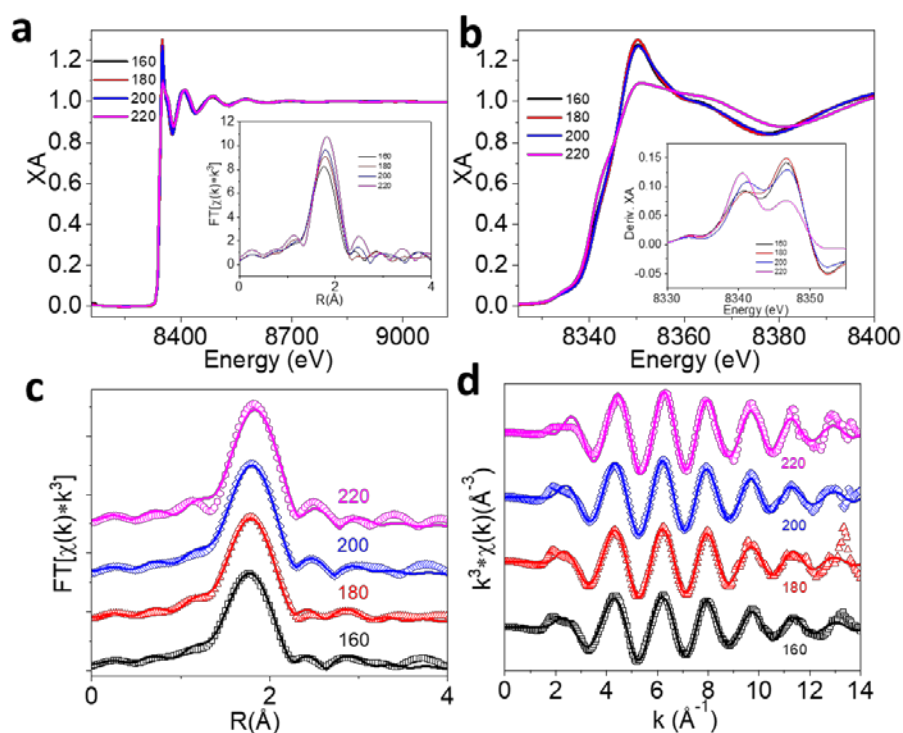 a
XA
1.2
1.0
0.8
0.6
0.4
0.2
0.0
160
180
200
220
FT[χ(k)*k³]
12
10
8
6
4
2
0
160
180
200
220
0 2 4
R(Å)
8400 8700 9000
Energy (eV)
b
XA
1.2
1.0
0.8
0.6
0.4
0.2
0.0
160
180
200
220
Deriv. XA
0.15
0.10
0.05
0.00
-0.05
160
180
200
220
8330 8340 8350
Energy (eV)
8340 8360 8380 8400
Energy (eV)
c
FT[χ(k)*k³]
220
200
180
160
0 2 4
R(Å)
d
k³*χ(k)(Å⁻³)
220
200
180
160
0 2 4 6 8 10 12 14
k (Å⁻¹)